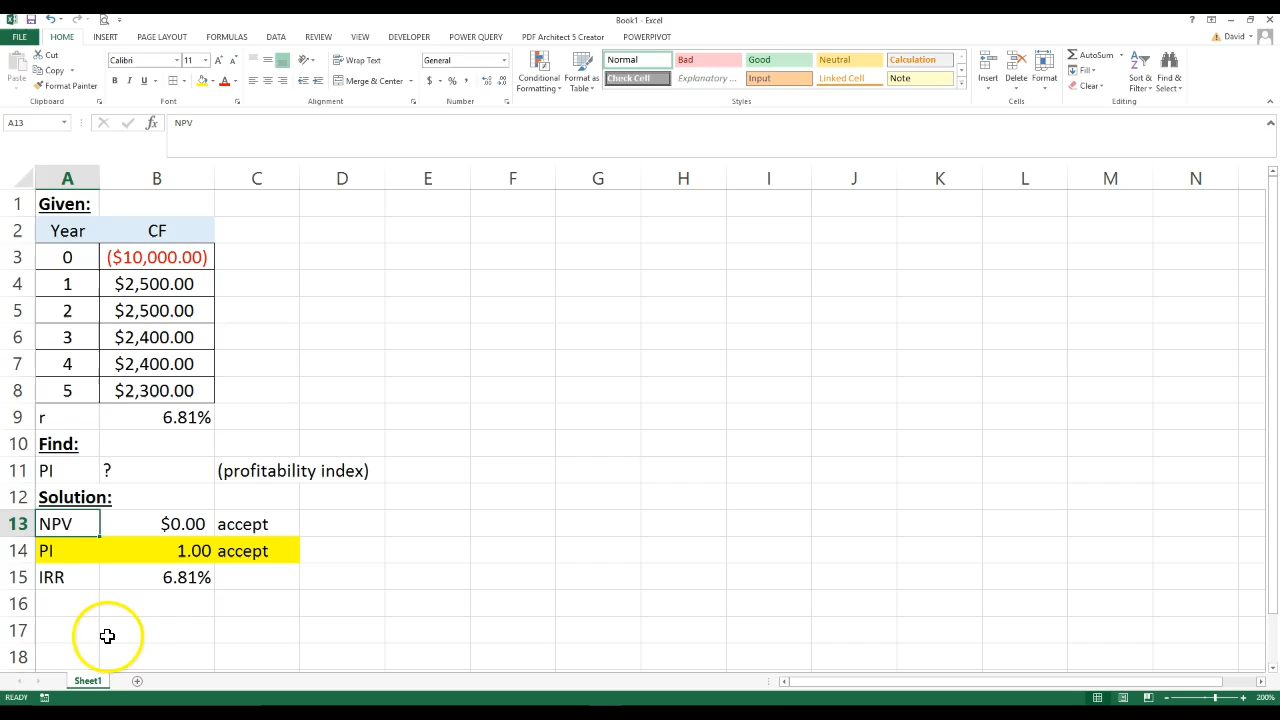 Book1 - Excel
FILE HOME INSERT PAGE LAYOUT FORMULAS DATA REVIEW VIEW DEVELOPER POWER QUERY PDF Architect 5 Creator POWERPIVOT David
Paste Cut Copy Format Painter
Calibri 11 B I U A
Wrap Text Merge & Center
General $ % ,
Conditional Formatting Format as Table
Normal Bad Good Neutral Calculation
Check Cell Explanatory ... Input Linked Cell Note
Insert Delete Format
AutoSum Fill Clear Sort & Filter Find & Select
Clipboard Font Alignment Number Styles Cells Editing
A13 fx NPV
A B C D E F G H I J K L M N
1 Given:
2 Year CF
3 0 ($10,000.00)
4 1 $2,500.00
5 2 $2,500.00
6 3 $2,400.00
7 4 $2,400.00
8 5 $2,300.00
9 r 6.81%
10 Find:
11 PI ? (profitability index)
12 Solution:
13 NPV $0.00 accept
14 PI 1.00 accept
15 IRR 6.81%
16
17
18
Sheet1
READY 200%